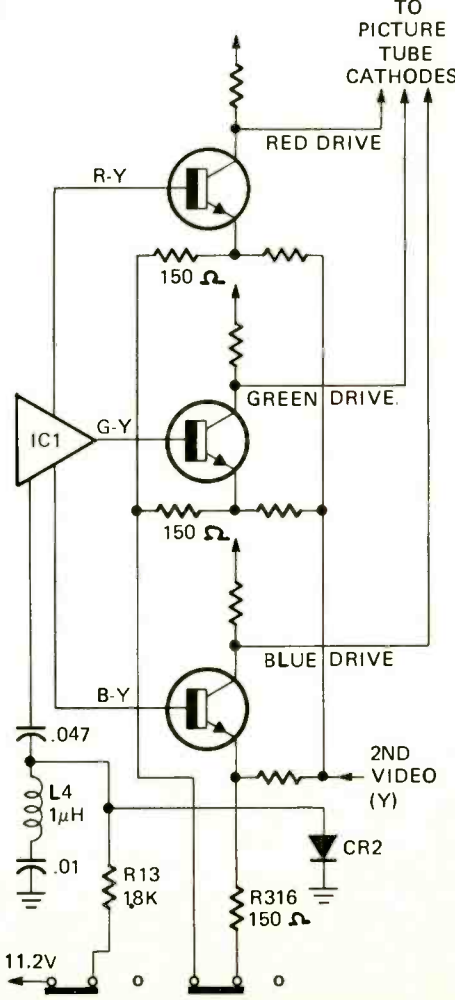 TO
PICTURE
TUBE
CATHODES
RED DRIVE
R-Y
150 Ω
GREEN DRIVE.
IC1
G-Y
150 Ω
BLUE DRIVE
B-Y
.047
2ND
VIDEO
(Y)
L4
1μH
CR2
.01
R13
1.8K
R316
150 Ω
11.2V